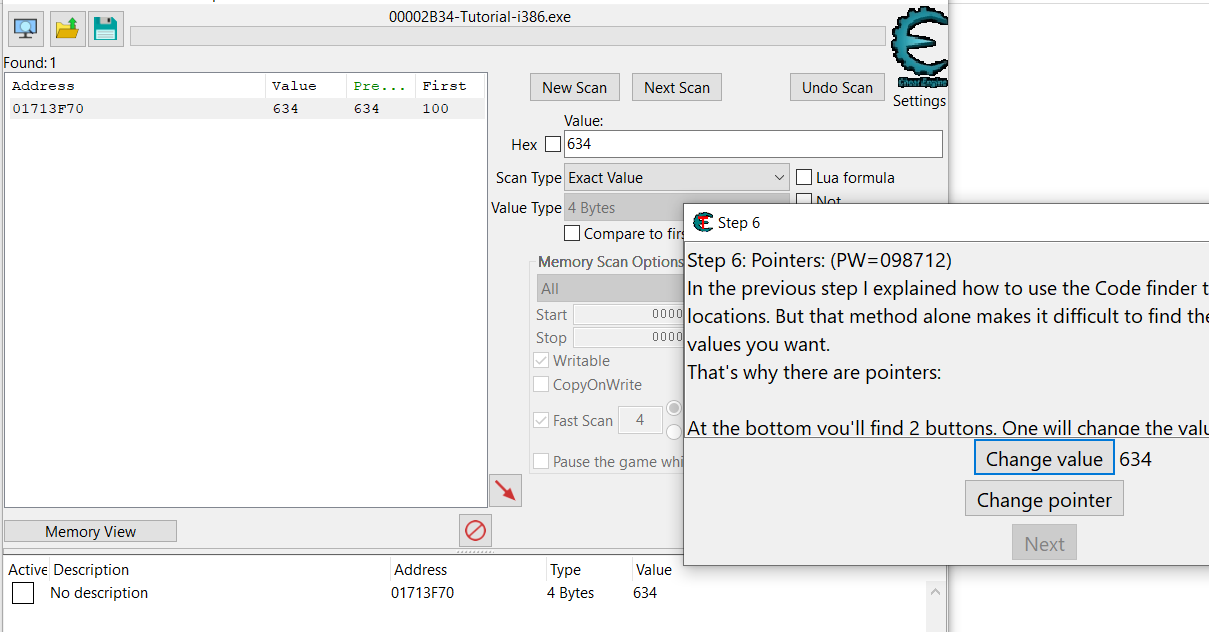 00002B34-Tutorial-i386.exe
Cheat Engine
Settings
Found: 1
Address Value Pre... First
01713F70 634 634 100
New Scan Next Scan Undo Scan
Value:
Hex 634
Scan Type Exact Value Lua formula
Value Type 4 Bytes Not
Compare to firs
Memory Scan Options
All
Start 0000
Stop 0000
Writable
CopyOnWrite
Fast Scan 4
Pause the game whi
Memory View
Step 6
Step 6: Pointers: (PW=098712)
In the previous step I explained how to use the Code finder t
locations. But that method alone makes it difficult to find the
values you want.
That's why there are pointers:
At the bottom you'll find 2 buttons. One will change the valu
Change value 634
Change pointer
Next
Active Description Address Type Value
No description 01713F70 4 Bytes 634